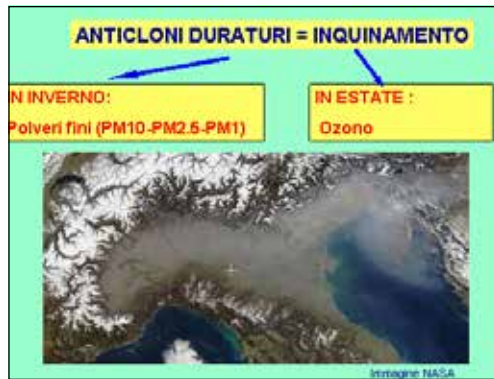 ANTICLONI DURATURI = INQUINAMENTO
IN INVERNO:
Polveri fini (PM10-PM2.5-PM1)
IN ESTATE :
Ozono
Immagine NASA